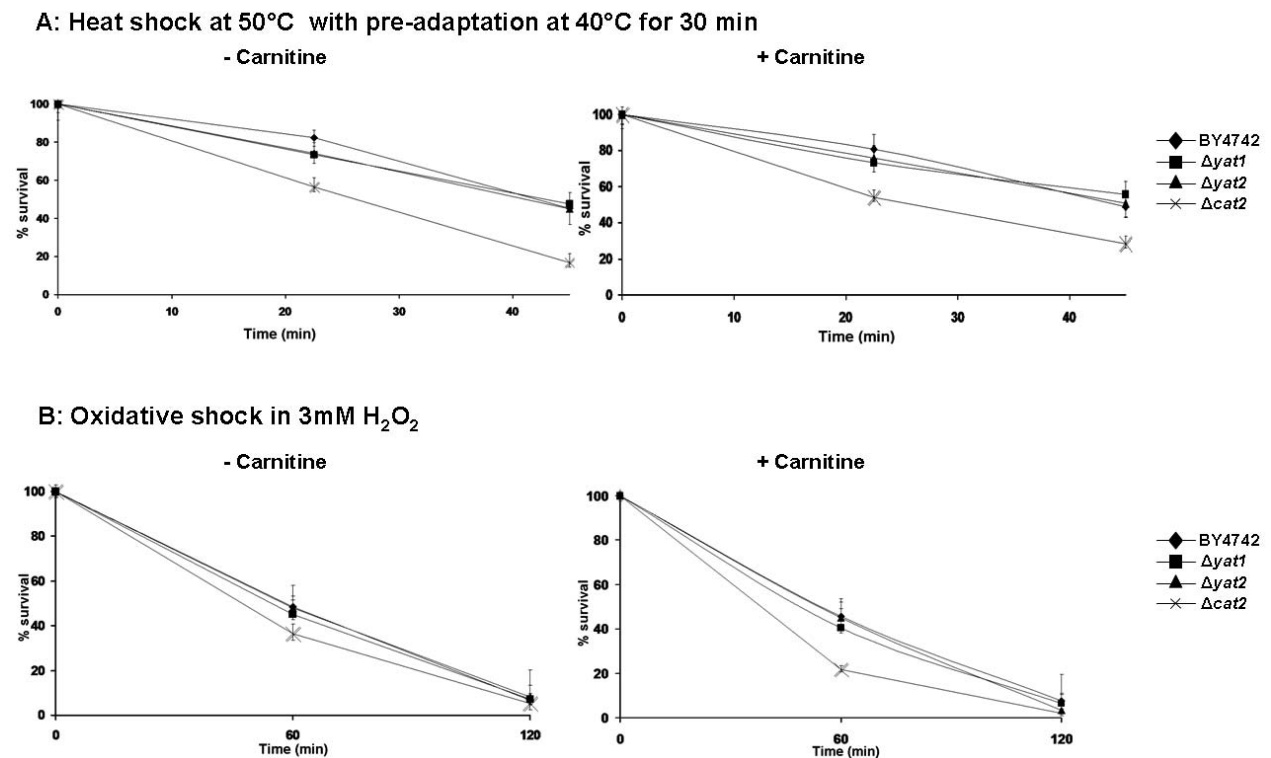 A: Heat shock at 50°C with pre-adaptation at 40°C for 30 min
- Carnitine
100
80
60
40
20
0
% survival
0 10 20 30 40
Time (min)
+ Carnitine
100
80
60
40
20
0
% survival
0 10 20 30 40
Time (min)
BY4742
Δyat1
Δyat2
Δcat2
B: Oxidative shock in 3mM H₂O₂
- Carnitine
100
80
60
40
20
0
% survival
0 60 120
Time (min)
+ Carnitine
100
80
60
40
20
0
% survival
0 60 120
Time (min)
BY4742
Δyat1
Δyat2
Δcat2